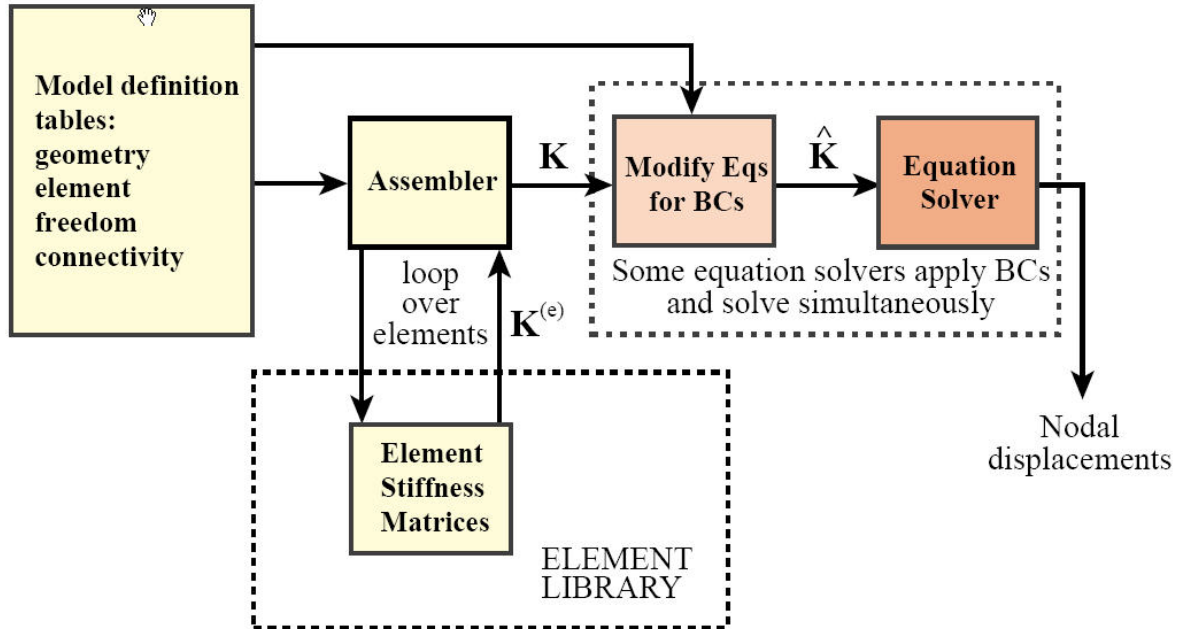 Model definition
tables:
geometry
element
freedom
connectivity
Assembler
K
Modify Eqs
for BCs
K̂
Equation
Solver
loop
over
elements
K(e)
Some equation solvers apply BCs
and solve simultaneously
Element
Stiffness
Matrices
ELEMENT
LIBRARY
Nodal
displacements